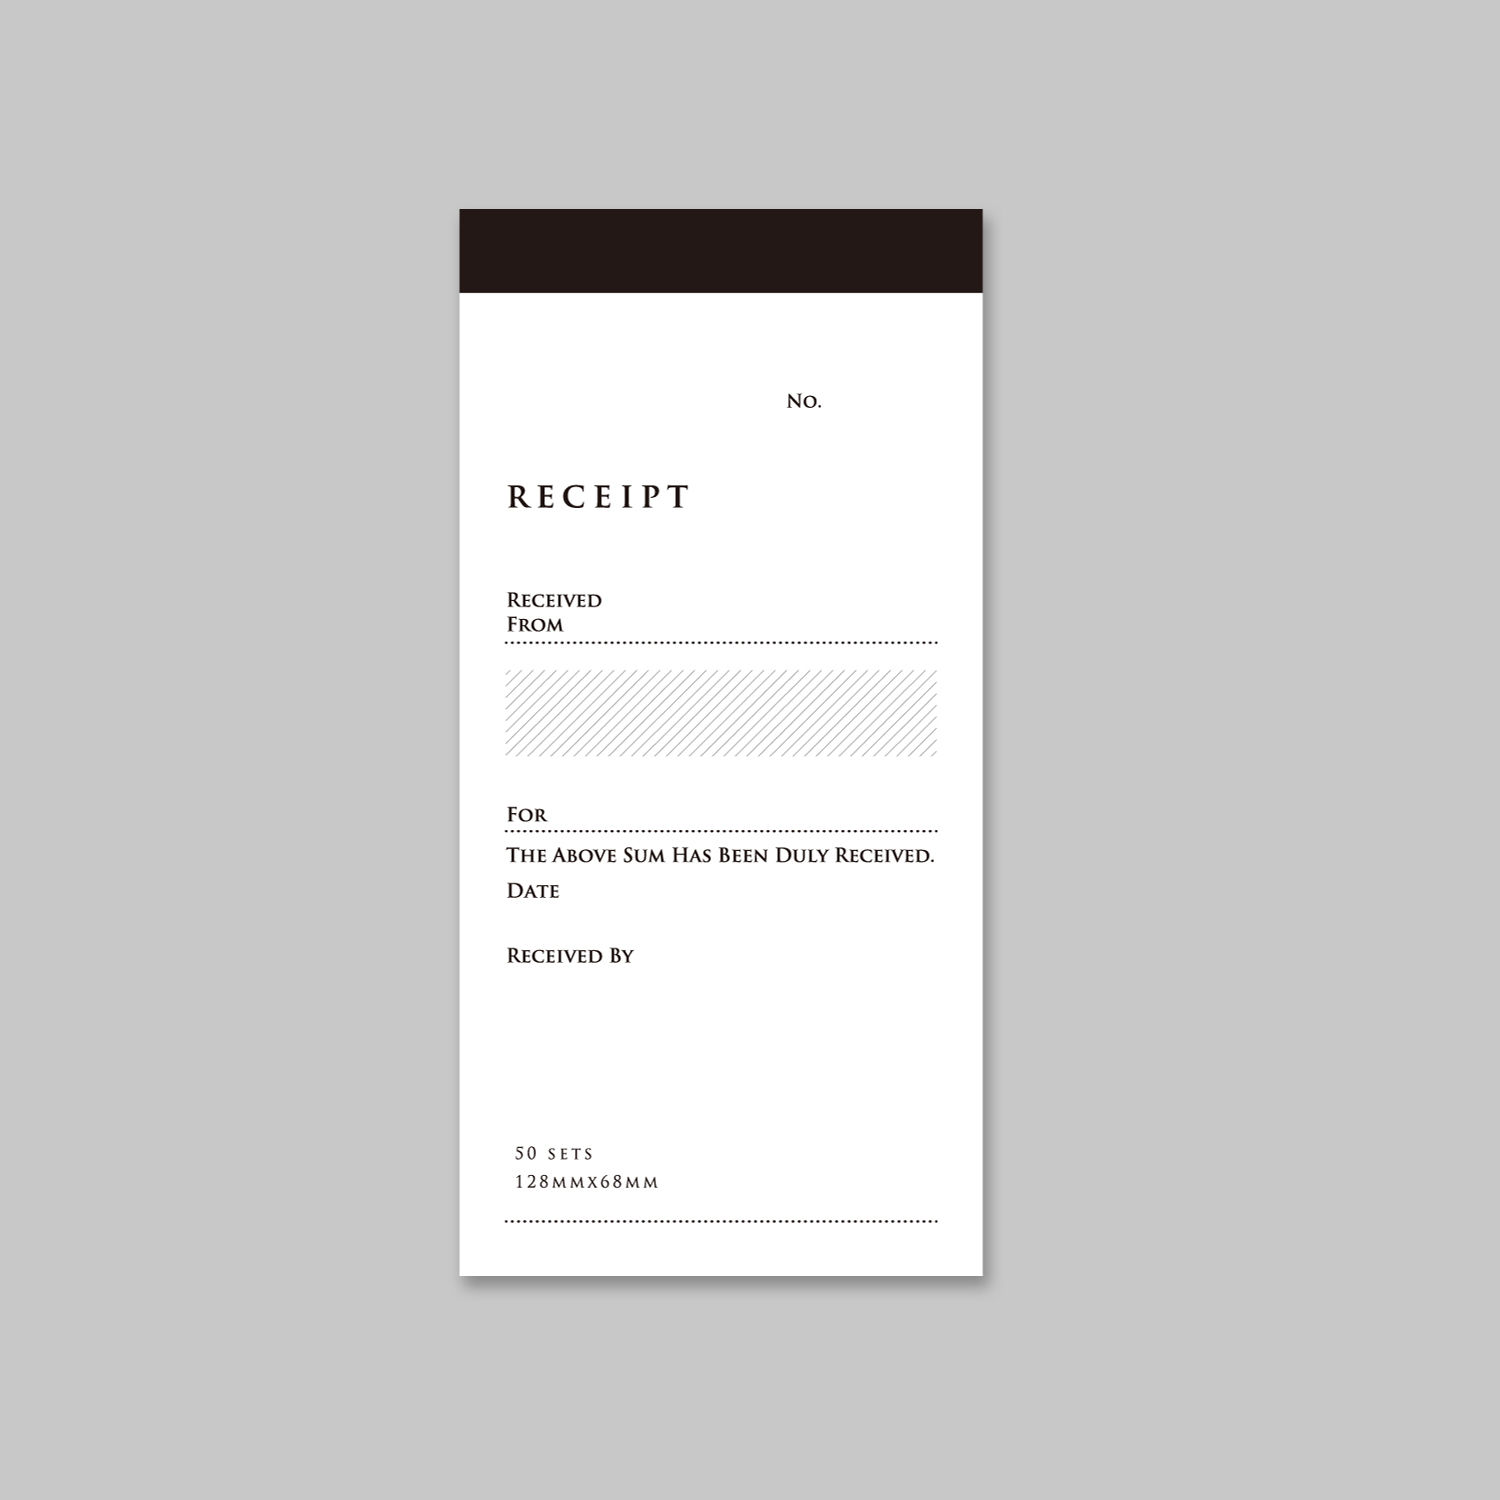 No.
RECEIPT
Received
From
For
The Above Sum Has Been Duly Received.
Date
Received By
50 sets
128mmx68mm